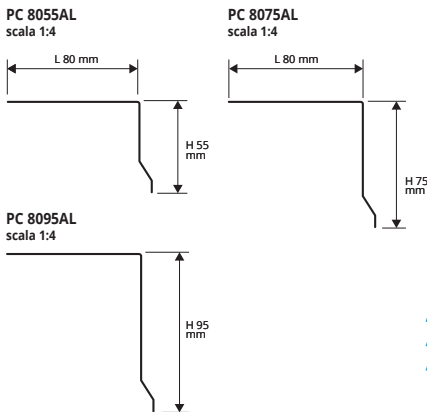 PC 8055AL
scala 1:4
L 80 mm
H 55
mm
PC 8075AL
scala 1:4
L 80 mm
H 75
mm
PC 8095AL
scala 1:4
H 95
mm